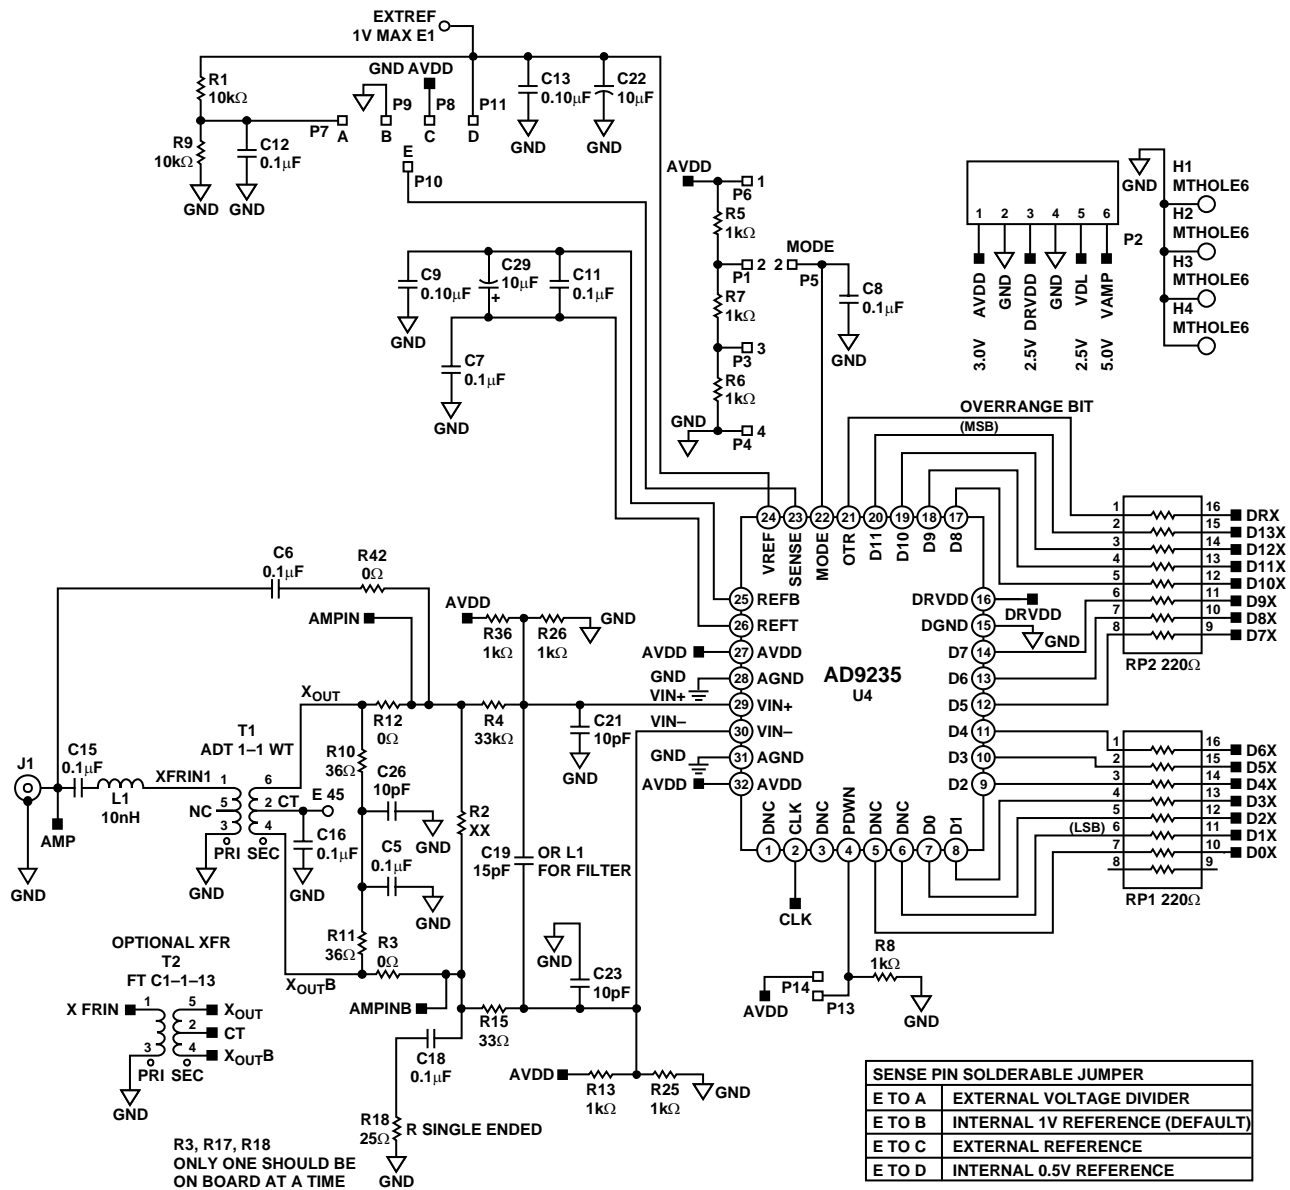 EXTREF
1V MAX E1
GND AVDD
R1
10kΩ
R9
10kΩ
C12
0.1µF
GND
GND
P7
A
P9
B
P8
C
P11
D
E
P10
C13
0.10µF
GND
C22
10µF
GND
AVDD
1
P6
R5
1kΩ
2
P1
2
P5
MODE
R7
1kΩ
C8
0.1µF
GND
3
P3
R6
1kΩ
GND
4
P4
C9
0.10µF
GND
C29
10µF
+
C11
0.1µF
C7
0.1µF
GND
GND
H1
MTHOLE6
H2
MTHOLE6
H3
MTHOLE6
H4
MTHOLE6
1 2 3 4 5 6
P2
AVDD
GND
DRVDD
GND
VDL
VAMP
3.0V
2.5V
2.5V
5.0V
OVERRANGE BIT
(MSB)
24 23 22 21 20 19 18 17
VREF
SENSE
MODE
OTR
D11
D10
D9
D8
25 REFB
26 REFT
AVDD 27 AVDD
GND 28 AGND
VIN+ 29 VIN+
VIN– 30 VIN–
GND 31 AGND
AVDD 32 AVDD
AD9235
U4
DRVDD 16
DRVDD
DGND 15
GND
D7 14
D6 13
D5 12
D4 11
D3 10
D2 9
DNC
CLK
DNC
PDWN
DNC
DNC
D0
D1
1 2 3 4 5 6 7 8
CLK
1 16 DRX
2 15 D13X
3 14 D12X
4 13 D11X
5 12 D10X
6 11 D9X
7 10 D8X
8 9 D7X
RP2 220Ω
1 16 D6X
2 15 D5X
3 14 D4X
4 13 D3X
5 12 D2X
(LSB) 6 11 D1X
7 10 D0X
8 9
RP1 220Ω
R8
1kΩ
GND
P14
P13
AVDD
C6
0.1µF
R42
0Ω
AMPIN
AVDD
R36
1kΩ
R26
1kΩ
GND
XOUT
R12
0Ω
R4
33kΩ
C21
10pF
GND
T1
ADT 1–1 WT
J1
C15
0.1µF
L1
10nH
XFRIN1
AMP
GND
1 6
5 2
3 4
NC
CT
E 45
PRI SEC
GND
C16
0.1µF
GND
R10
36Ω
C26
10pF
GND
C5
0.1µF
GND
R11
36Ω
R2
XX
C19
15pF
OR L1
FOR FILTER
R3
0Ω
XOUTB
AMPINB
R15
33Ω
GND
C23
10pF
C18
0.1µF
AVDD
R13
1kΩ
R25
1kΩ
GND
R18
25Ω
R SINGLE ENDED
GND
OPTIONAL XFR
T2
FT C1–1–13
X FRIN
1 5
XOUT
2
CT
3 4
XOUTB
PRI SEC
GND
R3, R17, R18
ONLY ONE SHOULD BE
ON BOARD AT A TIME
SENSE PIN SOLDERABLE JUMPER
E TO A EXTERNAL VOLTAGE DIVIDER
E TO B INTERNAL 1V REFERENCE (DEFAULT)
E TO C EXTERNAL REFERENCE
E TO D INTERNAL 0.5V REFERENCE